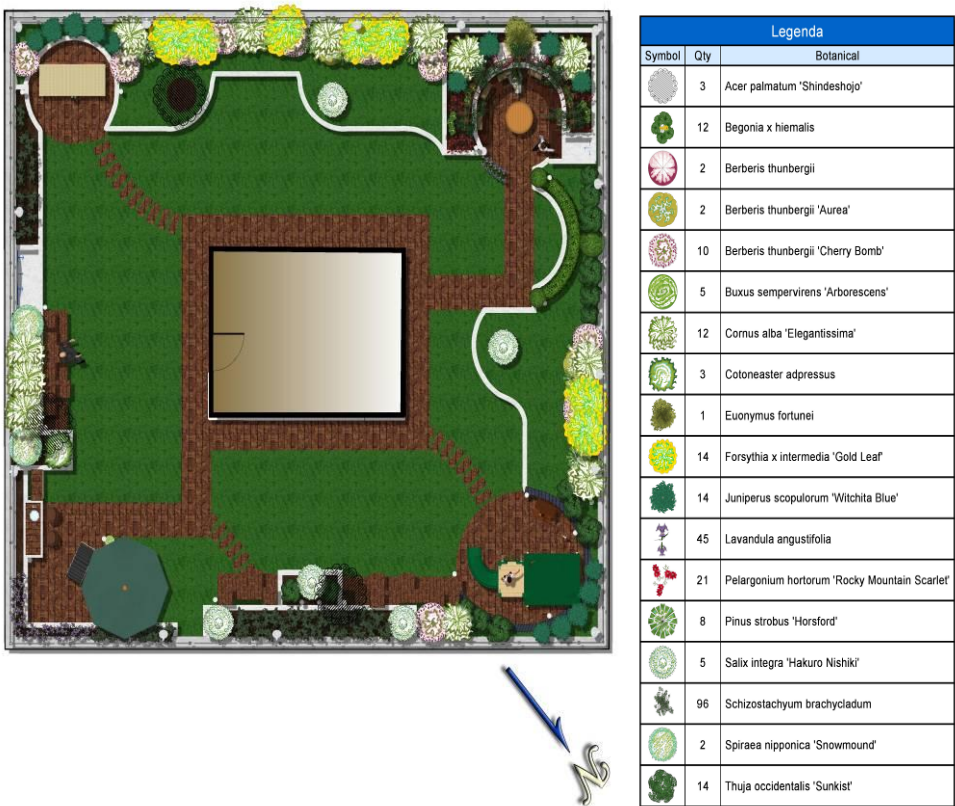 Legenda
Symbol Qty Botanical
3 Acer palmatum 'Shindeshojo'
12 Begonia x hiemalis
2 Berberis thunbergii
2 Berberis thunbergii 'Aurea'
10 Berberis thunbergii 'Cherry Bomb'
5 Buxus sempervirens 'Arborescens'
12 Cornus alba 'Elegantissima'
3 Cotoneaster adpressus
1 Euonymus fortunei
14 Forsythia x intermedia 'Gold Leaf'
14 Juniperus scopulorum 'Witchita Blue'
45 Lavandula angustifolia
21 Pelargonium hortorum 'Rocky Mountain Scarlet'
8 Pinus strobus 'Horsford'
5 Salix integra 'Hakuro Nishiki'
96 Schizostachyum brachycladum
2 Spiraea nipponica 'Snowmound'
14 Thuja occidentalis 'Sunkist'
N